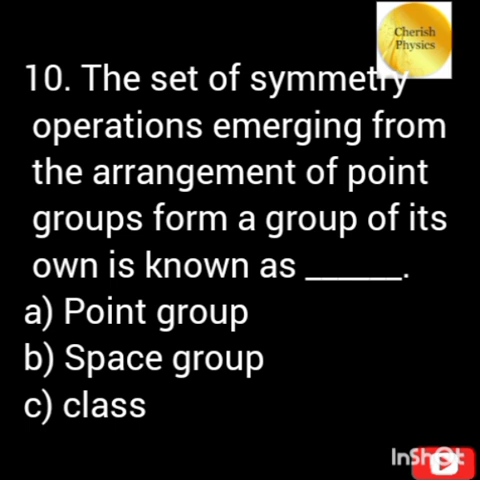 Cherish
Physics
10. The set of symmetry
operations emerging from
the arrangement of point
groups form a group of its
own is known as ______.
a) Point group
b) Space group
c) class
InShOt